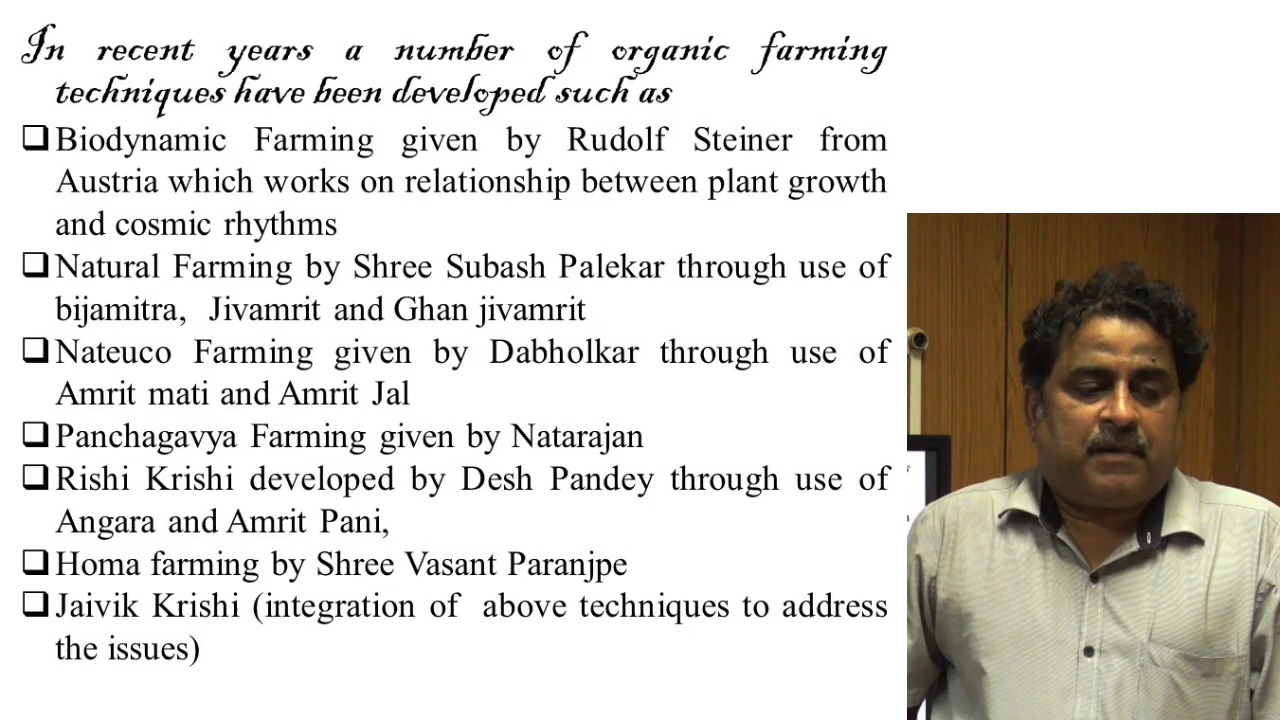 In recent years a number of organic farming
techniques have been developed such as
❑Biodynamic Farming given by Rudolf Steiner from
Austria which works on relationship between plant growth
and cosmic rhythms
❑Natural Farming by Shree Subash Palekar through use of
bijamitra, Jivamrit and Ghan jivamrit
❑Nateuco Farming given by Dabholkar through use of
Amrit mati and Amrit Jal
❑Panchagavya Farming given by Natarajan
❑Rishi Krishi developed by Desh Pandey through use of
Angara and Amrit Pani,
❑Homa farming by Shree Vasant Paranjpe
❑Jaivik Krishi (integration of above techniques to address
the issues)